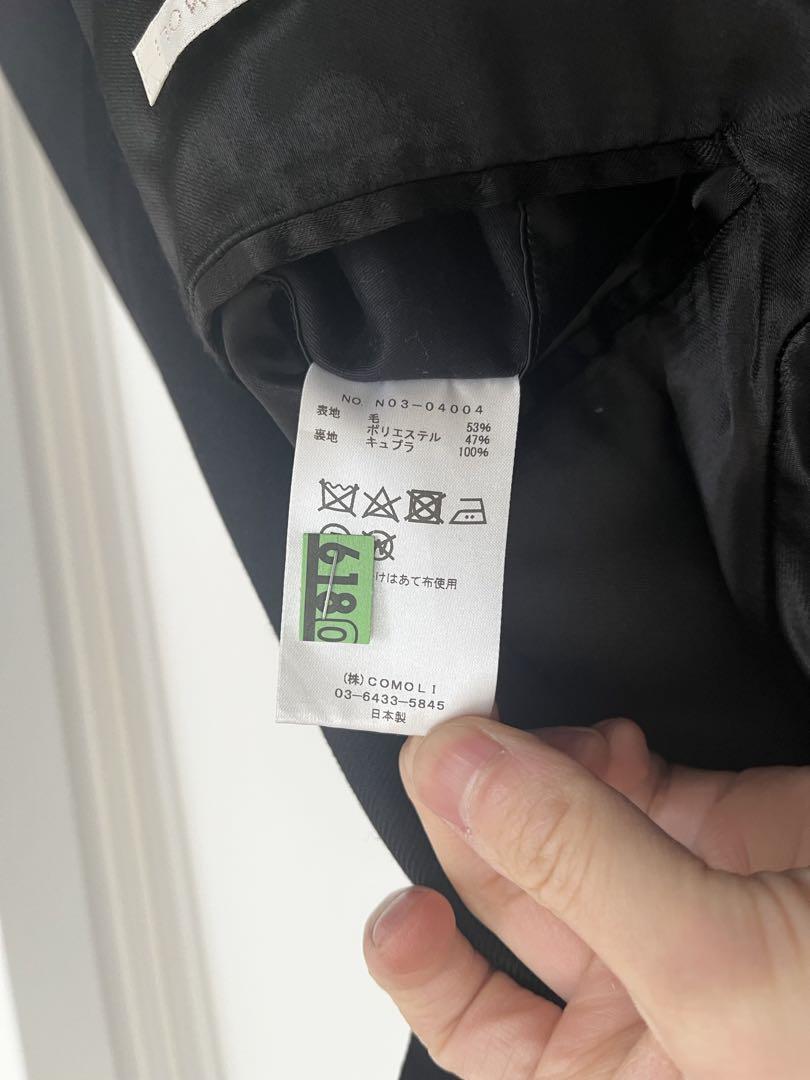 NO. N03-04004
表地 毛 53%
ポリエステル 47%
裏地 キュプラ 100%
6180
けはあて布使用
(株)COMOLI
03-6433-5845
日本製